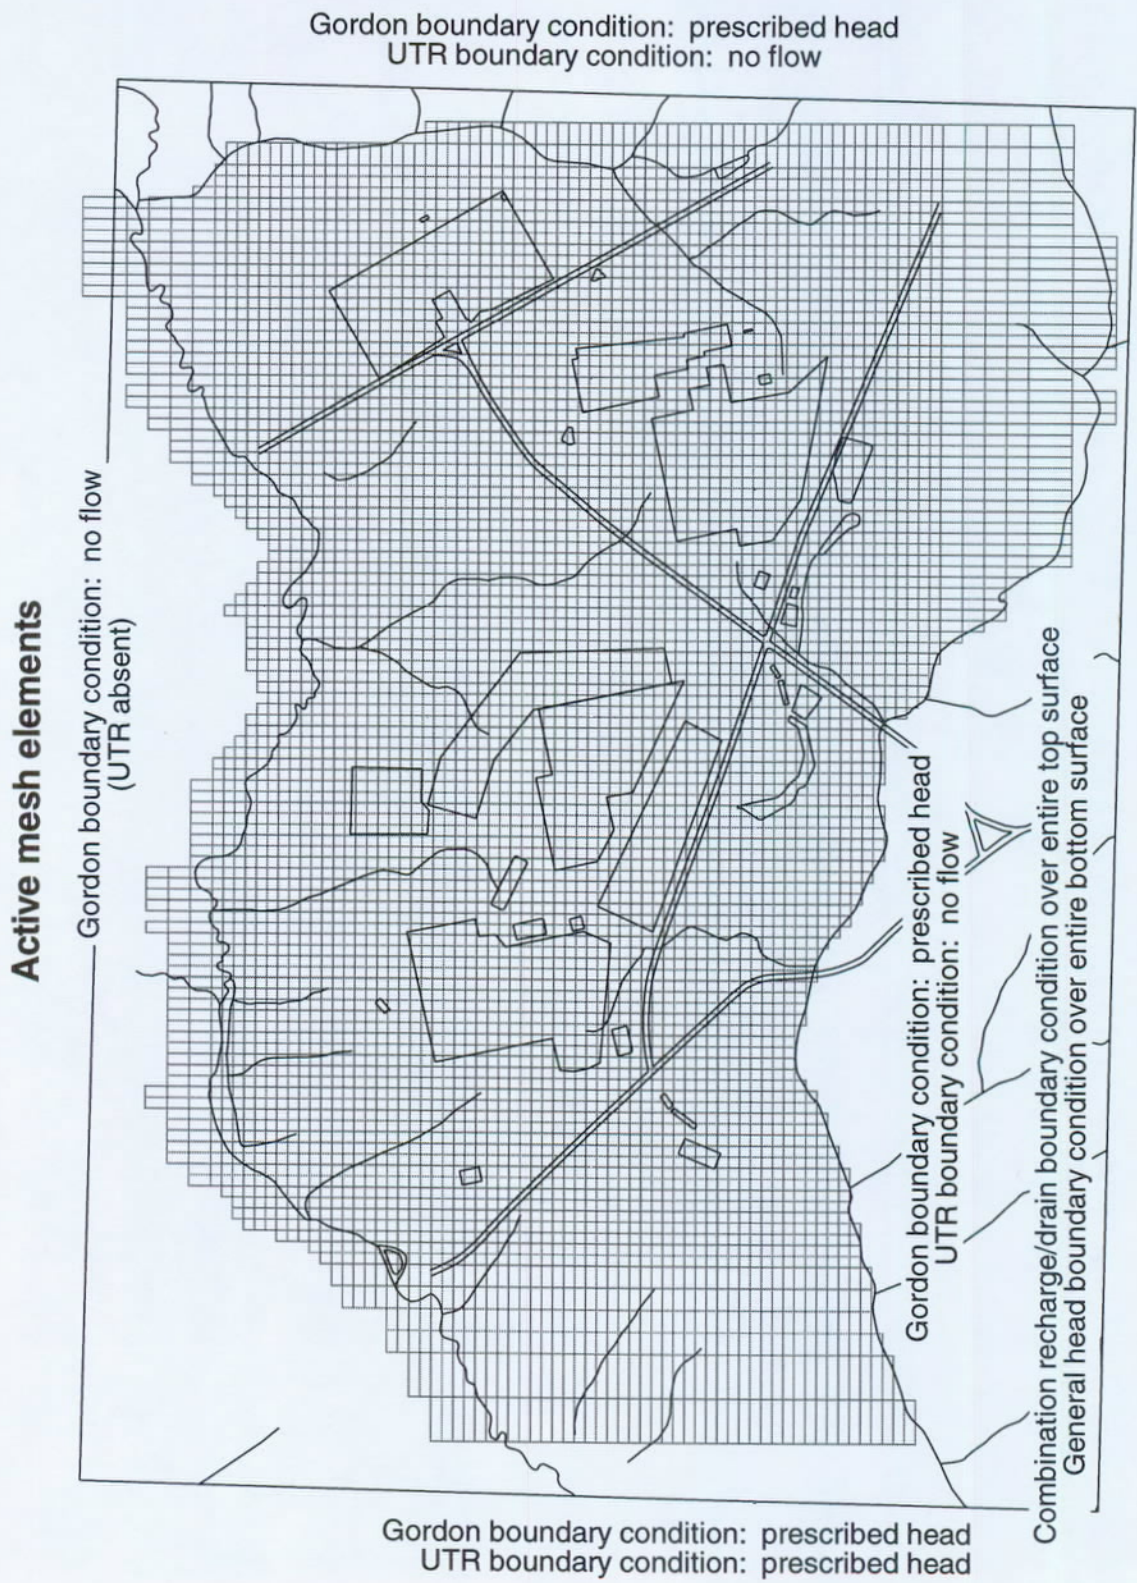 Gordon boundary condition: prescribed head
UTR boundary condition: no flow
Active mesh elements
Gordon boundary condition: no flow
(UTR absent)
Gordon boundary condition: prescribed head
UTR boundary condition: no flow
Combination recharge/drain boundary condition over entire top surface
General head boundary condition over entire bottom surface
Gordon boundary condition: prescribed head
UTR boundary condition: prescribed head